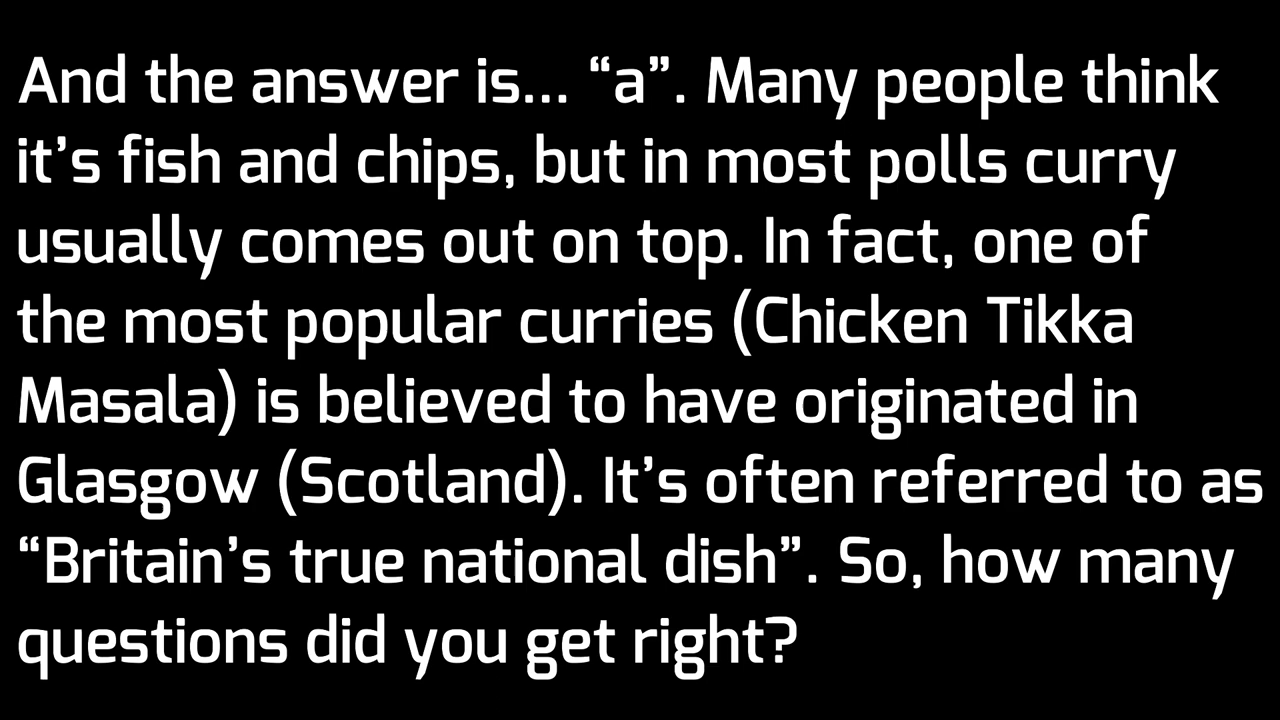 And the answer is... “a”. Many people think
it’s fish and chips, but in most polls curry
usually comes out on top. In fact, one of
the most popular curries (Chicken Tikka
Masala) is believed to have originated in
Glasgow (Scotland). It’s often referred to as
“Britain’s true national dish”. So, how many
questions did you get right?